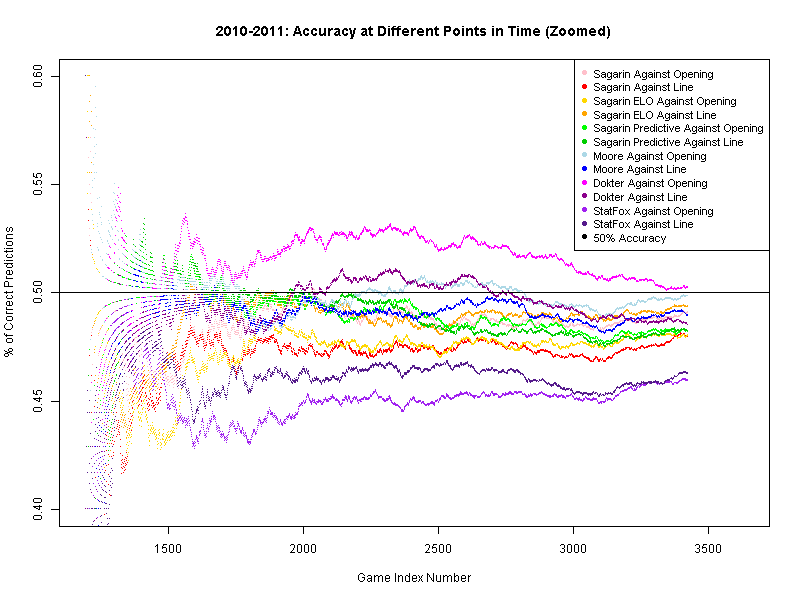 2010-2011: Accuracy at Different Points in Time (Zoomed)
% of Correct Predictions
0.60
0.55
0.50
0.45
0.40
Sagarin Against Opening
Sagarin Against Line
Sagarin ELO Against Opening
Sagarin ELO Against Line
Sagarin Predictive Against Opening
Sagarin Predictive Against Line
Moore Against Opening
Moore Against Line
Dokter Against Opening
Dokter Against Line
StatFox Against Opening
StatFox Against Line
50% Accuracy
1500 2000 2500 3000 3500
Game Index Number